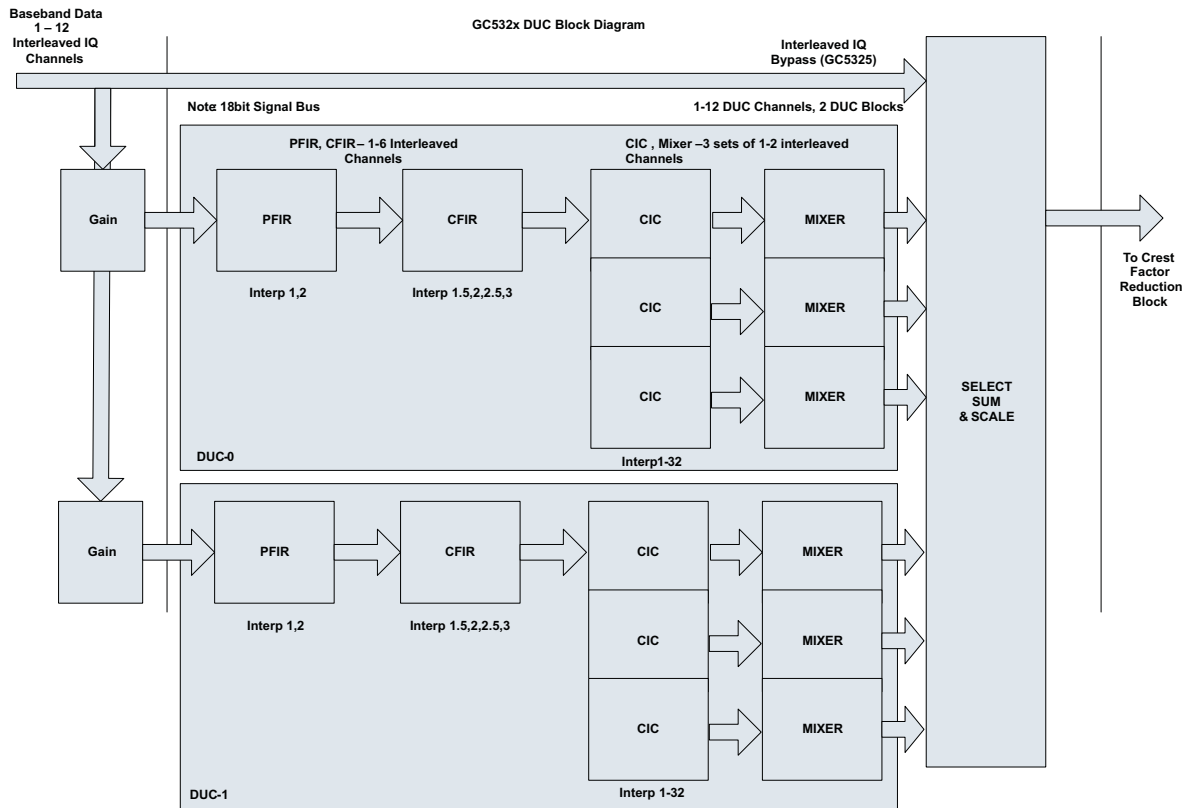 Baseband Data
1 – 12
Interleaved IQ
Channels
GC532x DUC Block Diagram
Interleaved IQ
Bypass (GC5325)
Note: 18bit Signal Bus
1-12 DUC Channels, 2 DUC Blocks
PFIR, CFIR – 1-6 Interleaved
Channels
CIC , Mixer –3 sets of 1-2 interleaved
Channels
Gain
PFIR
CFIR
CIC
MIXER
Interp 1,2
Interp 1.5,2,2.5,3
CIC
MIXER
CIC
MIXER
Interp1-32
DUC-0
SELECT
SUM
& SCALE
To Crest
Factor
Reduction
Block
Gain
PFIR
CFIR
CIC
MIXER
Interp 1,2
Interp 1.5,2,2.5,3
CIC
MIXER
CIC
MIXER
Interp 1-32
DUC-1